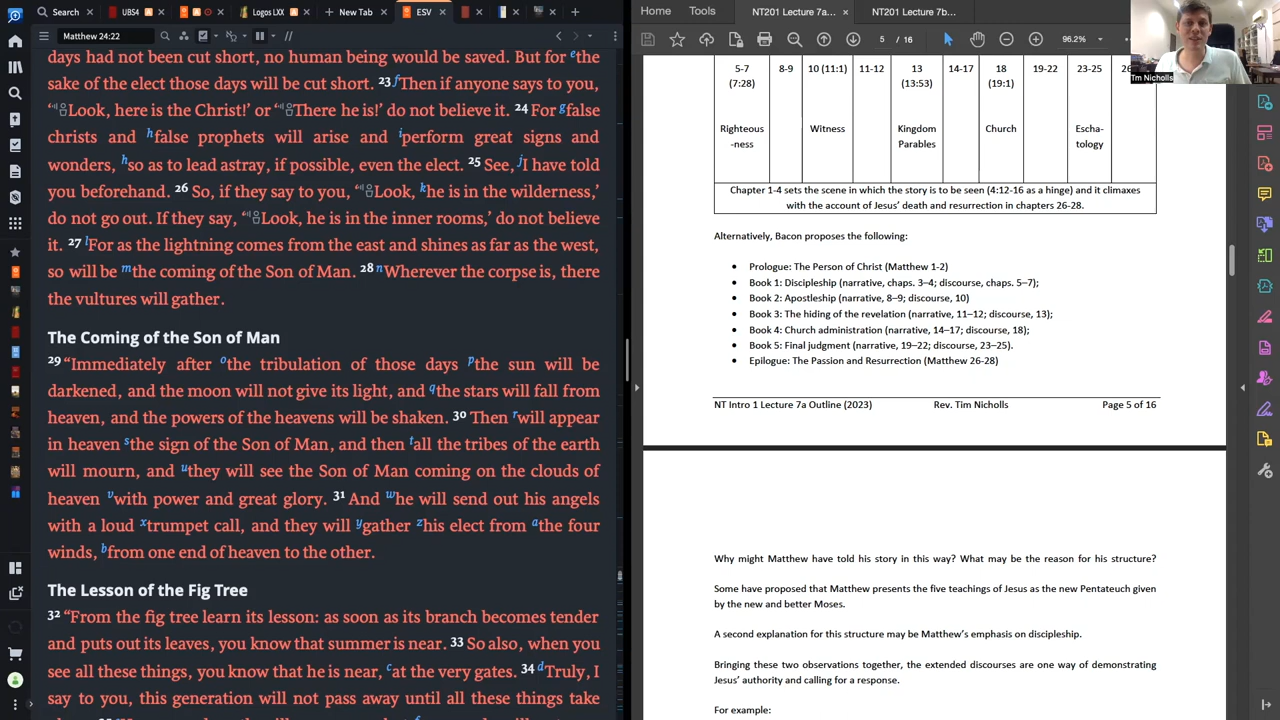 UBS4
Logos LXX
New Tab
ESV
Matthew 24:22
days had not been cut short, no human being would be saved. But for e the
sake of the elect those days will be cut short. 23 f Then if anyone says to you,
‘Look, here is the Christ!’ or ‘There he is!’ do not believe it. 24 For g false
christs and h false prophets will arise and i perform great signs and
wonders, h so as to lead astray, if possible, even the elect. 25 See, j I have told
you beforehand. 26 So, if they say to you, ‘Look, k he is in the wilderness,’
do not go out. If they say, ‘Look, he is in the inner rooms,’ do not believe
it. 27 l For as the lightning comes from the east and shines as far as the west,
so will be m the coming of the Son of Man. 28 n Wherever the corpse is, there
the vultures will gather.
The Coming of the Son of Man
29 “Immediately after o the tribulation of those days p the sun will be
darkened, and the moon will not give its light, and q the stars will fall from
heaven, and the powers of the heavens will be shaken. 30 Then r will appear
in heaven s the sign of the Son of Man, and then t all the tribes of the earth
will mourn, and u they will see the Son of Man coming on the clouds of
heaven v with power and great glory. 31 And w he will send out his angels
with a loud x trumpet call, and they will y gather z his elect from a the four
winds, b from one end of heaven to the other.
The Lesson of the Fig Tree
32 “From the fig tree learn its lesson: as soon as its branch becomes tender
and puts out its leaves, you know that summer is near. 33 So also, when you
see all these things, you know that he is near, c at the very gates. 34 d Truly, I
say to you, this generation will not pass away until all these things take
Home Tools NT201 Lecture 7a... × NT201 Lecture 7b...
5 / 16 96.2%
Tm Nicholls
5-7 8-9 10 (11:1) 11-12 13 14-17 18 19-22 23-25
(7:28) (13:53) (19:1)
Righteous Witness Kingdom Church Escha-
-ness Parables tology
Chapter 1-4 sets the scene in which the story is to be seen (4:12-16 as a hinge) and it climaxes
with the account of Jesus’ death and resurrection in chapters 26-28.
Alternatively, Bacon proposes the following:
• Prologue: The Person of Christ (Matthew 1-2)
• Book 1: Discipleship (narrative, chaps. 3–4; discourse, chaps. 5–7);
• Book 2: Apostleship (narrative, 8–9; discourse, 10)
• Book 3: The hiding of the revelation (narrative, 11–12; discourse, 13);
• Book 4: Church administration (narrative, 14–17; discourse, 18);
• Book 5: Final judgment (narrative, 19–22; discourse, 23–25).
• Epilogue: The Passion and Resurrection (Matthew 26-28)
NT Intro 1 Lecture 7a Outline (2023) Rev. Tim Nicholls Page 5 of 16
Why might Matthew have told his story in this way? What may be the reason for his structure?
Some have proposed that Matthew presents the five teachings of Jesus as the new Pentateuch given
by the new and better Moses.
A second explanation for this structure may be Matthew’s emphasis on discipleship.
Bringing these two observations together, the extended discourses are one way of demonstrating
Jesus’ authority and calling for a response.
For example: